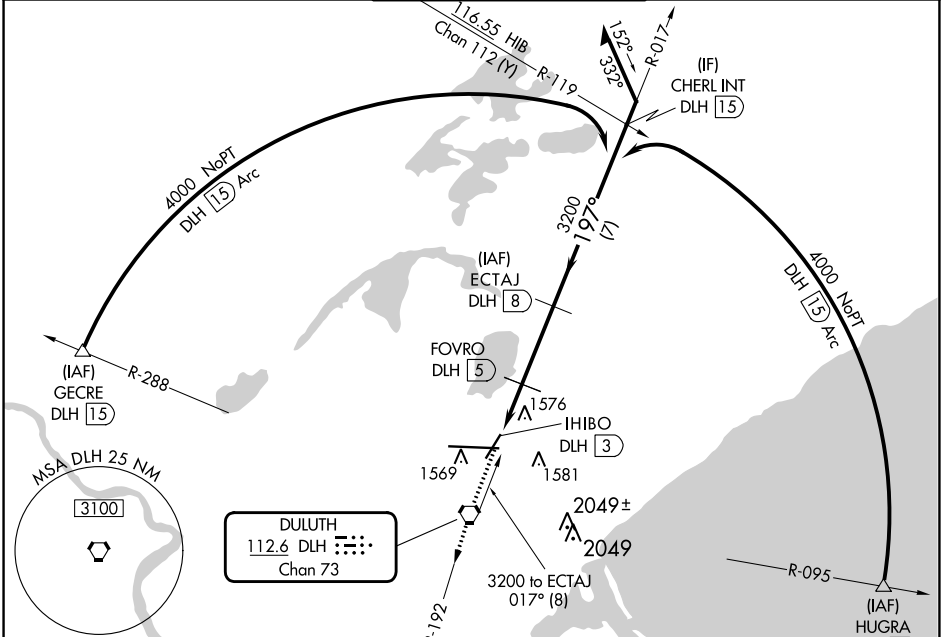 116.55 HIB
Chan 112 (Y)
R-119
152°
332°
R-017
(IF)
CHERL INT
DLH 15
4000 NoPT
DLH 15 Arc
3200
197°
(7)
(IAF)
ECTAJ
DLH 8
4000 NoPT
DLH 15 Arc
FOVRO
DLH 5
(IAF)
GECRE
DLH 15
R-288
1576
IHIBO
DLH 3
1569
1581
MSA DLH 25 NM
3100
2049±
2049
DULUTH
112.6 DLH
Chan 73
3200 to ECTAJ
017° (8)
R-095
(IAF)
HUGRA
-192